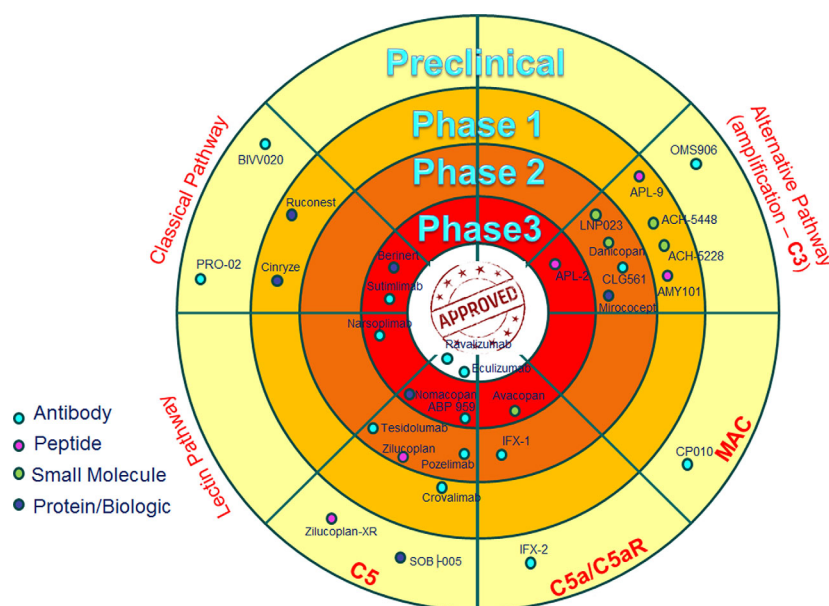 Preclinical
Phase 1
Phase 2
Phase3
APPROVED
Classical Pathway
BIVV020
PRO-02
Ruconest
Cinryze
Berinert
Sutimlimab
Alternative Pathway
(amplification – C3)
OMS906
APL-9
ACH-5448
ACH-5228
AMY101
LNP023
Danicopan
CLG561
Mirococept
APL-2
Lectin Pathway
Narsoplimab
Ravalizumab
Eculizumab
Nomacopan
ABP 959
Avacopan
Tesidolumab
Zilucoplan
Pozelimab
IFX-1
Crovalimab
Zilucoplan-XR
SOB├005
IFX-2
CP010
MAC
C5
C5a/C5aR
Antibody
Peptide
Small Molecule
Protein/Biologic